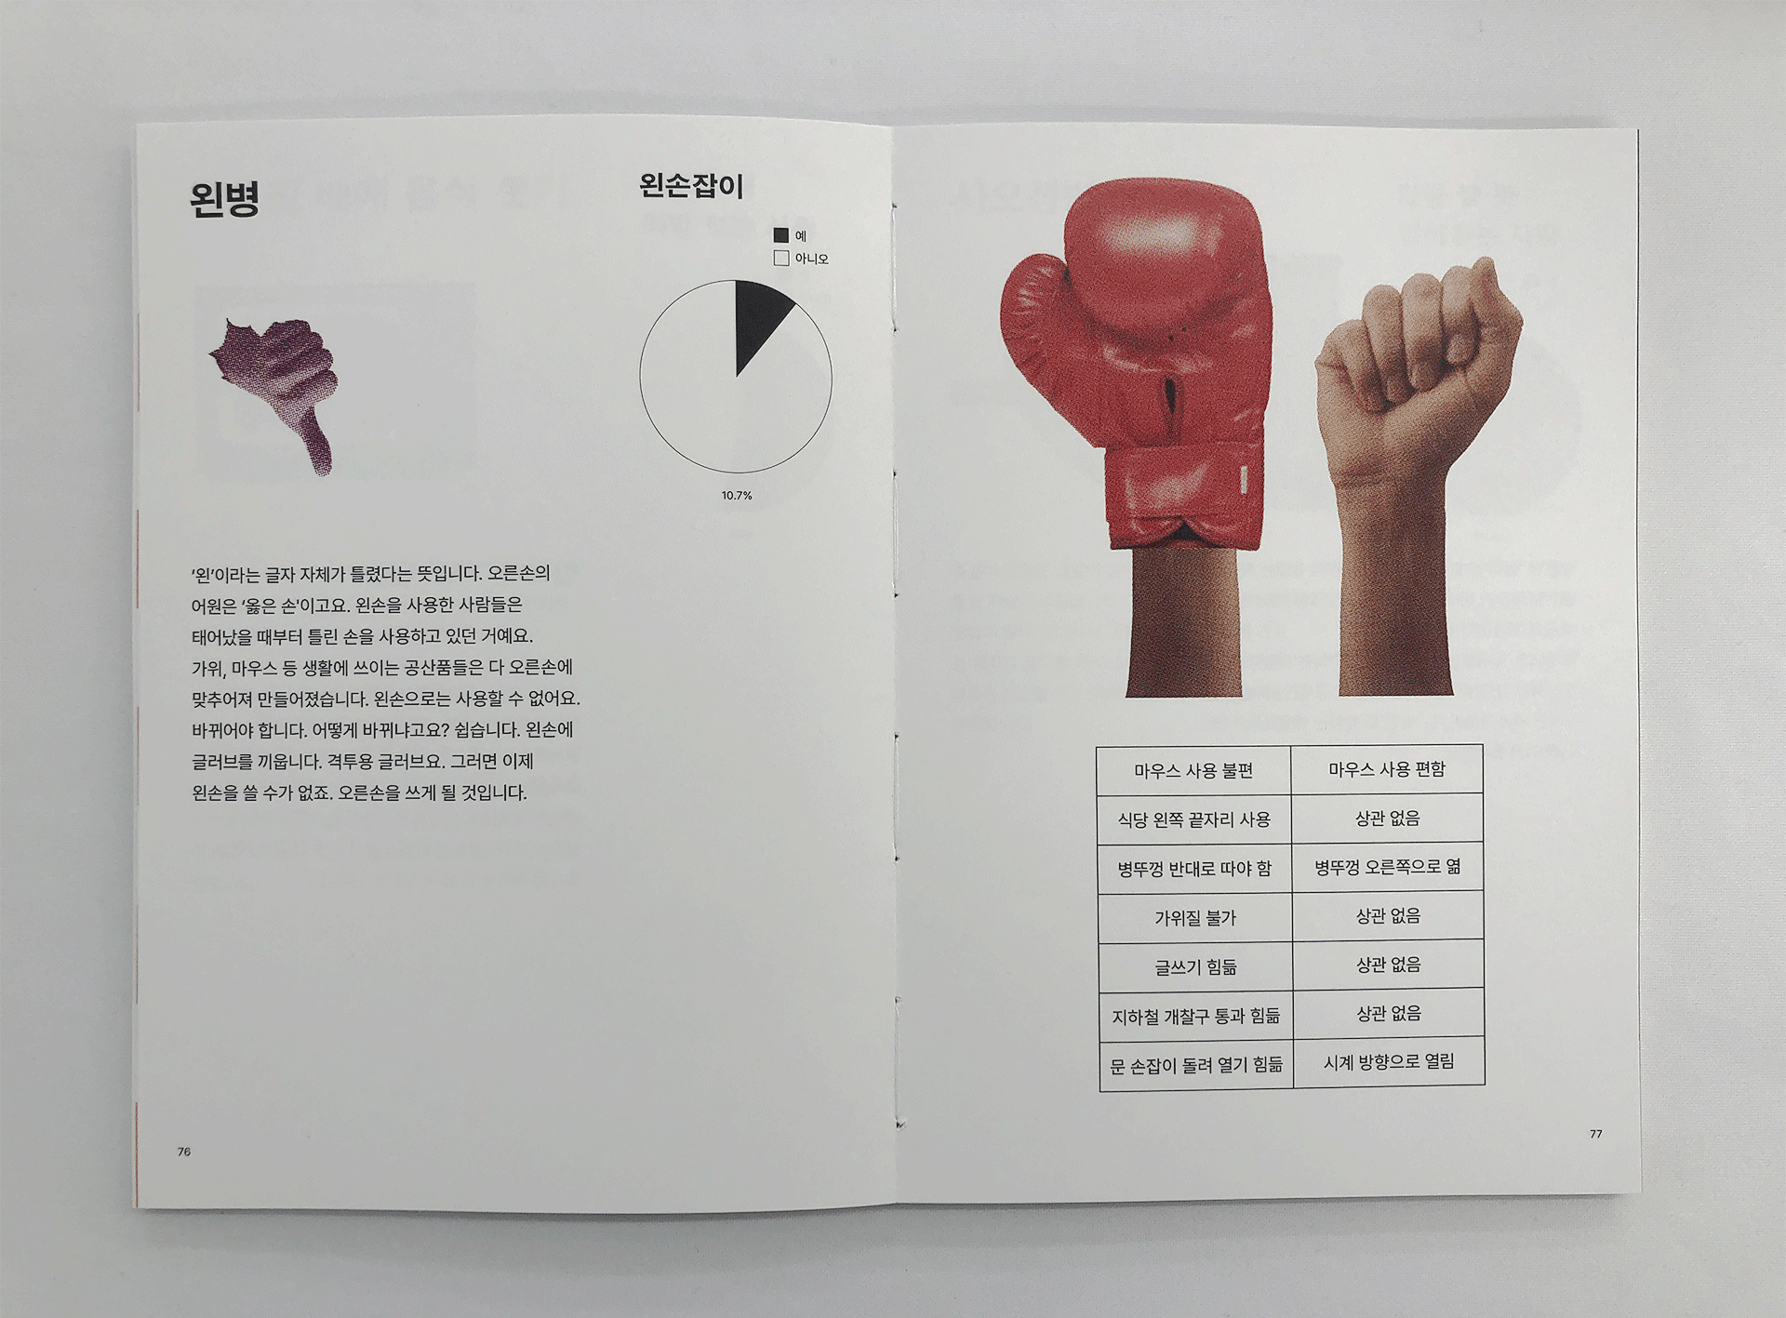 왼병
왼손잡이
예
아니오
10.7%
‘왼’이라는 글자 자체가 틀렸다는 뜻입니다. 오른손의
어원은 ‘옳은 손'이고요. 왼손을 사용한 사람들은
태어났을 때부터 틀린 손을 사용하고 있던 거예요.
가위, 마우스 등 생활에 쓰이는 공산품들은 다 오른손에
맞추어져 만들어졌습니다. 왼손으로는 사용할 수 없어요.
바뀌어야 합니다. 어떻게 바뀌냐고요? 쉽습니다. 왼손에
글러브를 끼웁니다. 격투용 글러브요. 그러면 이제
왼손을 쓸 수가 없죠. 오른손을 쓰게 될 것입니다.
76
마우스 사용 불편 마우스 사용 편함
식당 왼쪽 끝자리 사용 상관 없음
병뚜껑 반대로 따야 함 병뚜껑 오른쪽으로 엶
가위질 불가 상관 없음
글쓰기 힘듦 상관 없음
지하철 개찰구 통과 힘듦 상관 없음
문 손잡이 돌려 열기 힘듦 시계 방향으로 열림
77